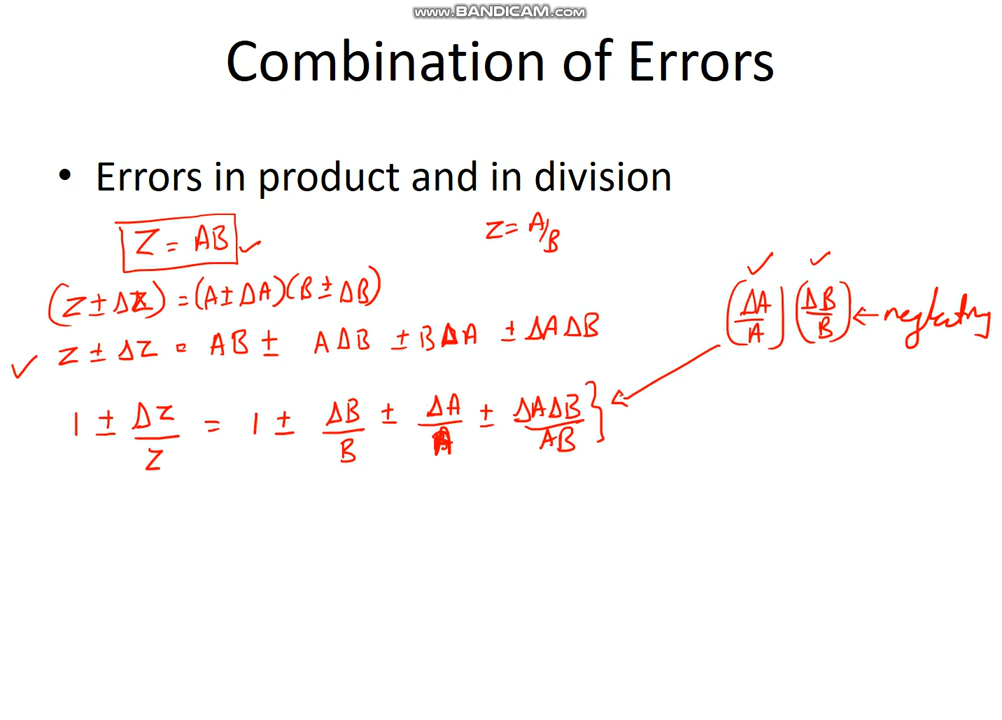 www.BANDICAM.com
Combination of Errors
• Errors in product and in division
Z = AB
Z = A/B
(Z ± ΔZ) = (A ± ΔA)(B ± ΔB)
(ΔA/A)(ΔB/B) ← neglecting
Z ± ΔZ = AB ± AΔB ± BΔA ± ΔAΔB
1 ± ΔZ/Z = 1 ± ΔB/B ± ΔA/A ± ΔAΔB/AB }